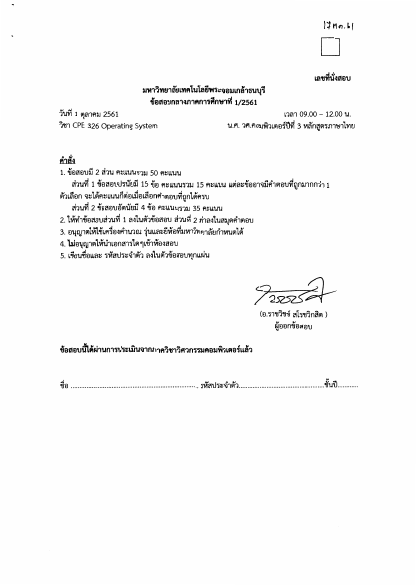 เลขที่นั่งสอบ
มหาวิทยาลัยเทคโนโลยีพระจอมเกล้าธนบุรี
ข้อสอบกลางภาคการศึกษาที่ 1/2561
วันที่ 1 ตุลาคม 2561 เวลา 09.00 – 12.00 น.
วิชา CPE 326 Operating System น.ศ. วศ.คอมพิวเตอร์ปีที่ 3 หลักสูตรภาษาไทย
คำสั่ง
1. ข้อสอบมี 2 ส่วน คะแนนรวม 50 คะแนน
ส่วนที่ 1 ข้อสอบปรนัยมี 15 ข้อ คะแนนรวม 15 คะแนน แต่ละข้ออาจมีคำตอบที่ถูกมากกว่า 1
ตัวเลือก จะได้คะแนนก็ต่อเมื่อเลือกคำตอบที่ถูกได้ครบ
ส่วนที่ 2 ข้อสอบอัตนัยมี 4 ข้อ คะแนนรวม 35 คะแนน
2. ให้ทำข้อสอบส่วนที่ 1 ลงในตัวข้อสอบ ส่วนที่ 2 ทำลงในสมุดคำตอบ
3. อนุญาตให้ใช้เครื่องคำนวณ รุ่นและยี่ห้อที่มหาวิทยาลัยกำหนดได้
4. ไม่อนุญาตให้นำเอกสารใดๆเข้าห้องสอบ
5. เขียนชื่อและ รหัสประจำตัว ลงในตัวข้อสอบทุกแผ่น
(อ.ราชวิชช์ สโรชวิกสิต )
ผู้ออกข้อสอบ
ข้อสอบนี้ได้ผ่านการประเมินจากภาควิชาวิศวกรรมคอมพิวเตอร์แล้ว
ชื่อ ................................................ รหัสประจำตัว................................ชั้นปี........